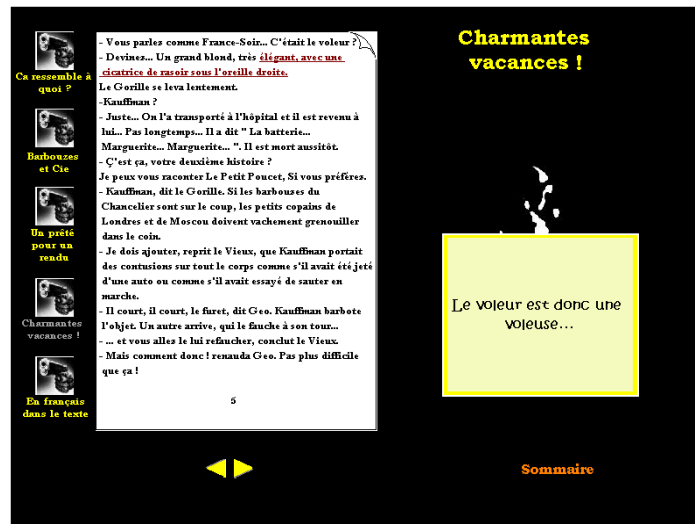 Ca ressemble à
quoi ?
Barbouzes
et Cie
Un prêté
pour un
rendu
Charmantes
vacances !
En français
dans le texte
- Vous parlez comme France-Soir... C'était le voleur ?
- Devinez... Un grand blond, très élégant, avec une
cicatrice de rasoir sous l'oreille droite.
Le Gorille se leva lentement.
-Kauffman ?
- Juste... On l'a transporté à l'hôpital et il est revenu à
lui... Pas longtemps... Il a dit " La batterie...
Marguerite... Marguerite... ". Il est mort aussitôt.
- Ç'est ça, votre deuxième histoire ?
Je peux vous raconter Le Petit Poucet, Si vous préférez.
- Kauffman, dit le Gorille. Si les barbouses du
Chancelier sont sur le coup, les petits copains de
Londres et de Moscou doivent vachement grenouiller
dans le coin.
- Je dois ajouter, reprit le Vieux, que Kauffman portait
des contusions sur tout le corps comme s'il avait été jeté
d'une auto ou comme s'il avait essayé de sauter en
marche.
- Il court, il court, le furet, dit Geo. Kauffman barbote
l'objet. Un autre arrive, qui le fauche à son tour...
- ... et vous allez le lui refaucher, conclut le Vieux.
- Mais comment donc ! renauda Geo. Pas plus difficile
que ça !
5
Charmantes
vacances !
Le voleur est donc une
voleuse...
Sommaire